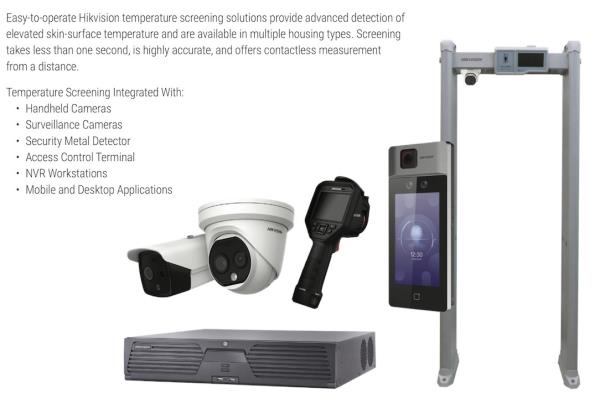 Easy-to-operate Hikvision temperature screening solutions provide advanced detection of
elevated skin-surface temperature and are available in multiple housing types. Screening
takes less than one second, is highly accurate, and offers contactless measurement
from a distance.
Temperature Screening Integrated With:
• Handheld Cameras
• Surveillance Cameras
• Security Metal Detector
• Access Control Terminal
• NVR Workstations
• Mobile and Desktop Applications
HIKVISION
HIKVISION
HIKVISION
12:30